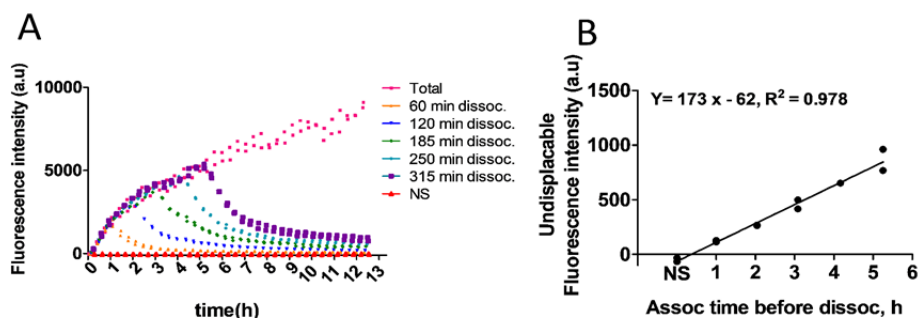 A
Fluorescence intensity (a.u)
10000
5000
0
0 1 2 3 4 5 6 7 8 9 10 11 12 13
time(h)
Total
60 min dissoc.
120 min dissoc.
185 min dissoc.
250 min dissoc.
315 min dissoc.
NS
B
Undisplacable
Fluorescence intensity (a.u)
1500
1000
500
0
Y= 173 x - 62, R² = 0.978
NS 1 2 3 4 5 6
Assoc time before dissoc, h